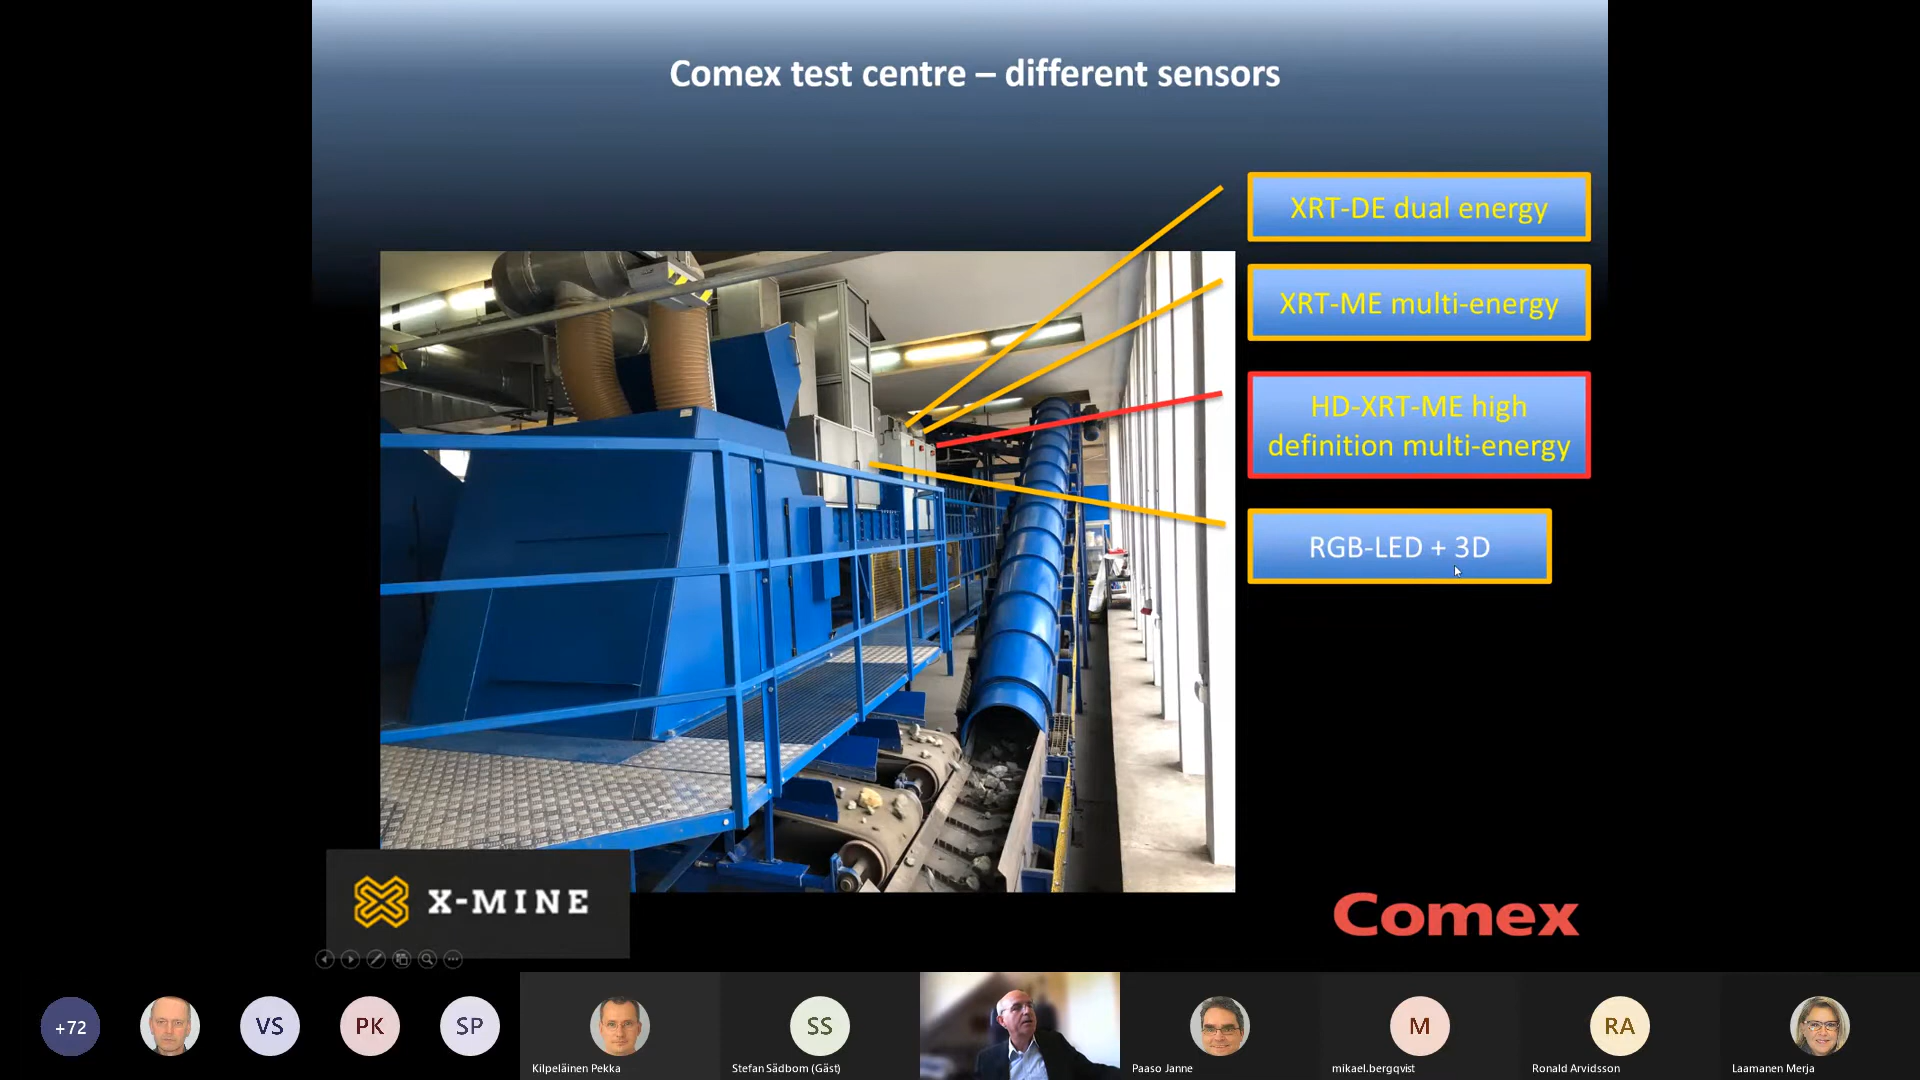 Comex test centre – different sensors
XRT-DE dual energy
XRT-ME multi-energy
HD-XRT-ME high
definition multi-energy
RGB-LED + 3D
X-MINE
Comex
+72
VS
PK
SP
Kilpeläinen Pekka
SS
Stefan Sädbom (Gäst)
Paaso Janne
M
mikael.bergqvist
RA
Ronald Arvidsson
Laamanen Merja